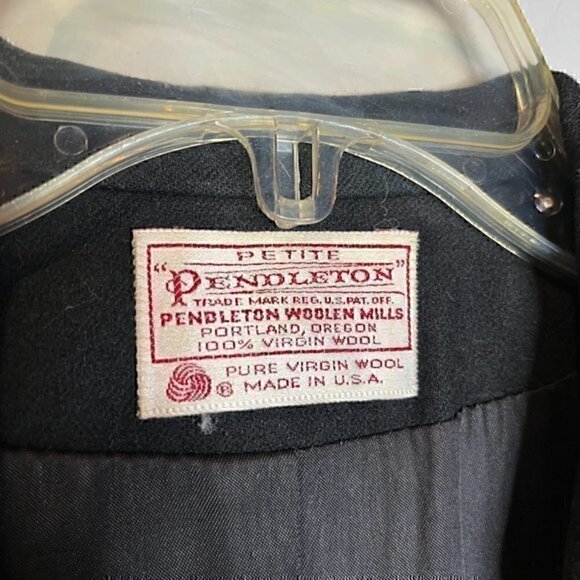 PETITE
"PENDLETON"
TRADE MARK REG. U.S. PAT. OFF.
PENDLETON WOOLEN MILLS
PORTLAND, OREGON
100% VIRGIN WOOL
PURE VIRGIN WOOL
® MADE IN U.S.A.